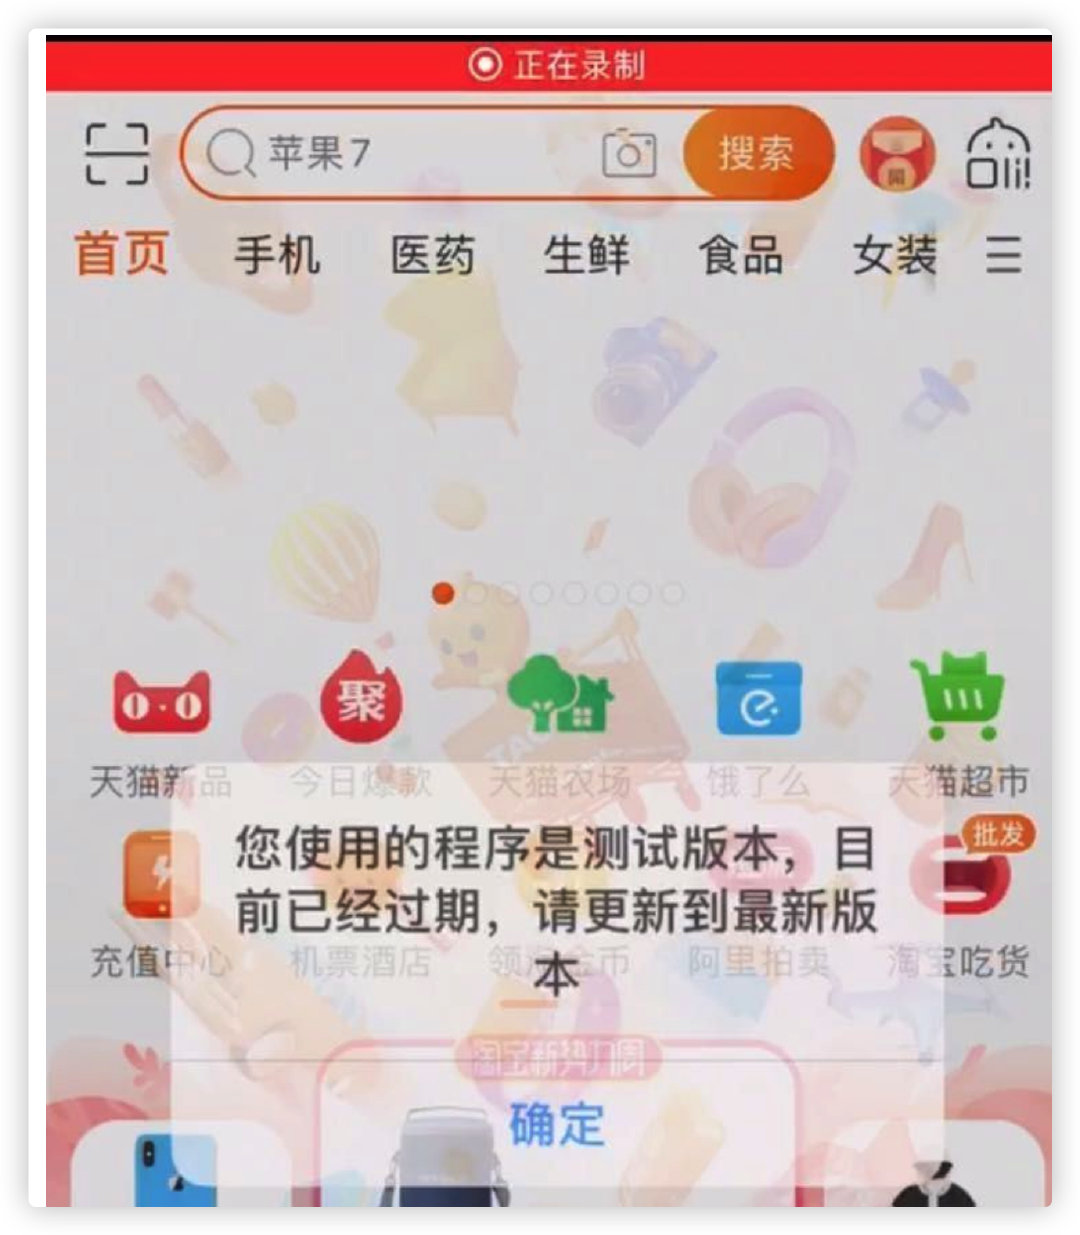 正在录制
苹果7
搜索
開
首页 手机 医药 生鲜 食品 女装
聚
天猫新品 今日爆款 天猫农场 饿了么 天猫超市
批发
您使用的程序是测试版本，目
前已经过期，请更新到最新版
本
充值中心 机票酒店 领淘金币 阿里拍卖 淘宝吃货
淘宝新势力周
确定